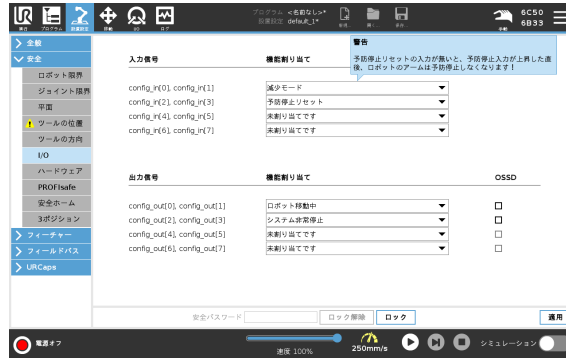 プログラム <名前なし>*
設置設定 default_1*
6C50
6B33
実行
プログラム
設置設定
移動
I/O
ログ
新規...
開く...
保存...
手動
全般
安全
ロボット限界
ジョイント限界
平面
ツールの位置
ツールの方向
I/O
ハードウェア
PROFIsafe
安全ホーム
3ポジション
フィーチャー
フィールドバス
URCaps
警告
予防停止リセットの入力が無いと、予防停止入力が上昇した直
後、ロボットのアームは予防停止しなくなります！
入力信号 機能割り当て
config_in[0], config_in[1] 減少モード
config_in[2], config_in[3] 予防停止リセット
config_in[4], config_in[5] 未割り当てです
config_in[6], config_in[7] 未割り当てです
出力信号 機能割り当て OSSD
config_out[0], config_out[1] ロボット移動中
config_out[2], config_out[3] システム非常停止
config_out[4], config_out[5] 未割り当てです
config_out[6], config_out[7] 未割り当てです
安全パスワード ロック解除 ロック 適用
電源オフ
速度 100%
250mm/s
シミュレーション